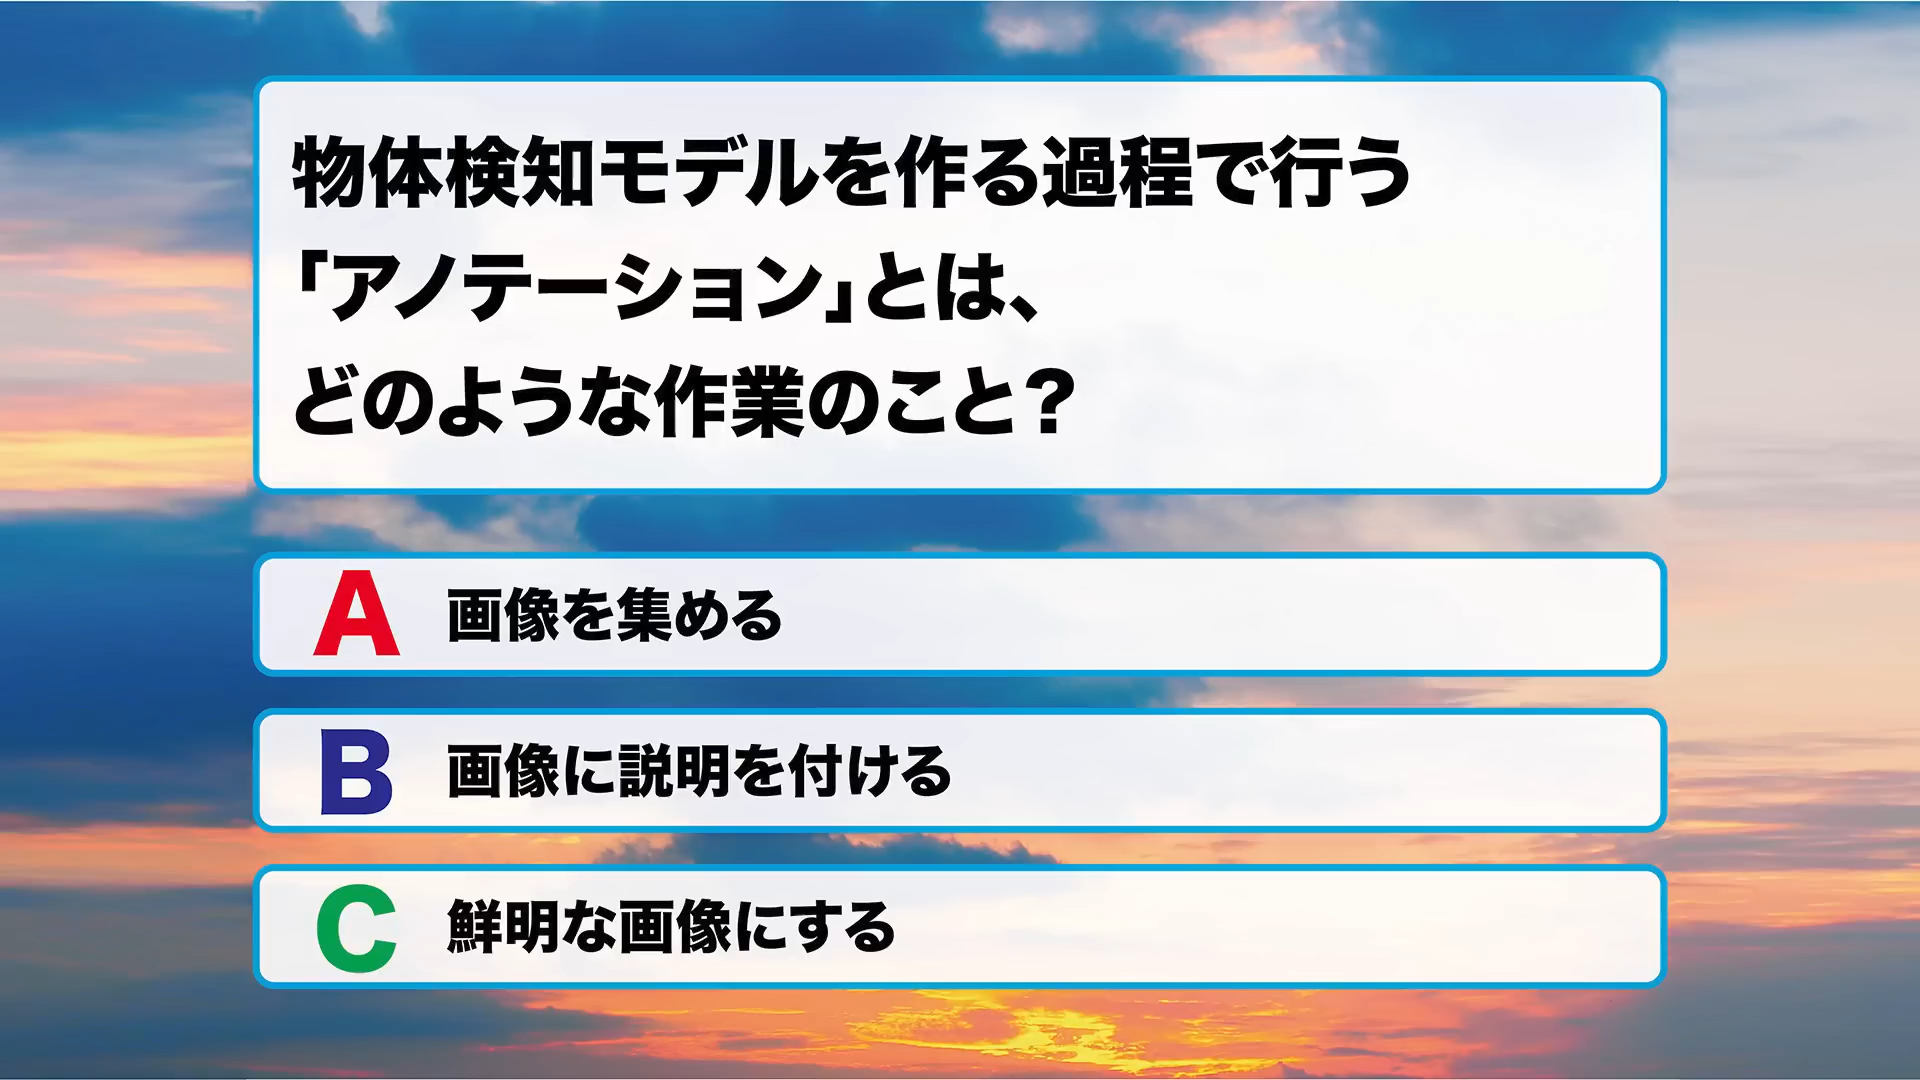 物体検知モデルを作る過程で行う
「アノテーション」とは、
どのような作業のこと?
A 画像を集める
B 画像に説明を付ける
C 鮮明な画像にする